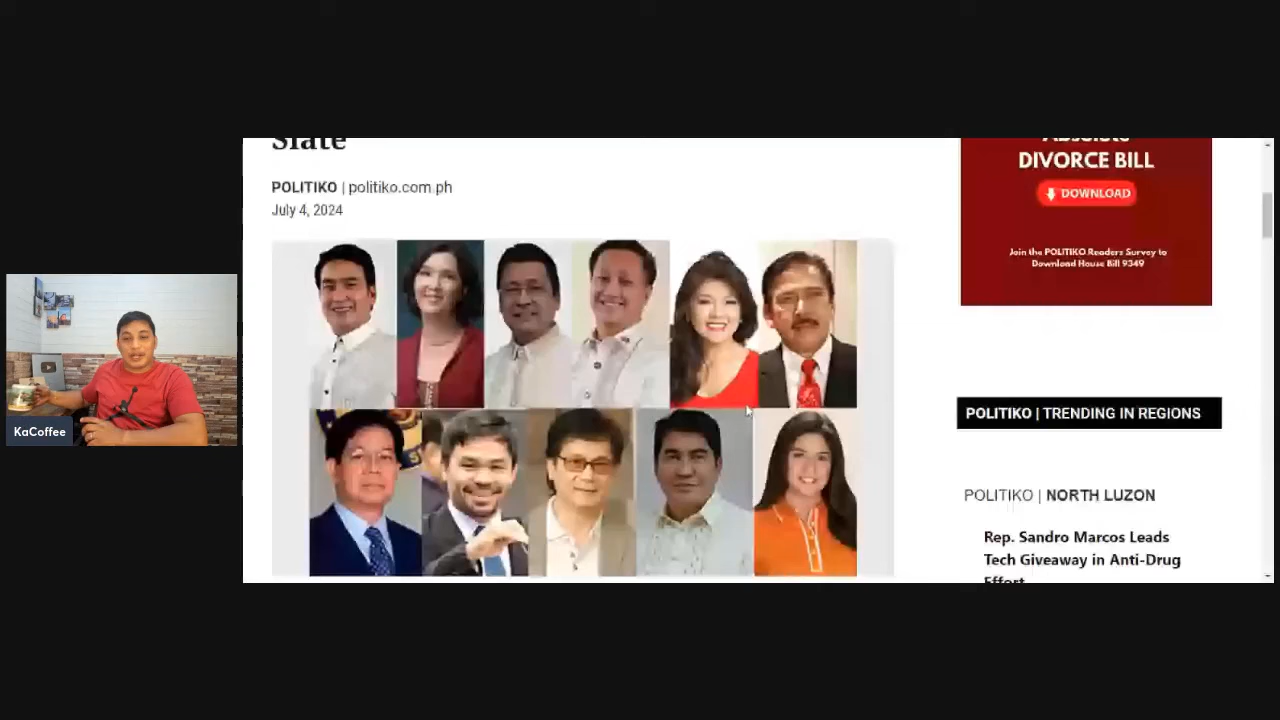 Slate
POLITIKO | politiko.com.ph
July 4, 2024
KaCoffee
DIVORCE BILL
DOWNLOAD
Join the POLITIKO Readers Survey to
Download House Bill 9349
POLITIKO | TRENDING IN REGIONS
POLITIKO | NORTH LUZON
Rep. Sandro Marcos Leads
Tech Giveaway in Anti-Drug
Effort